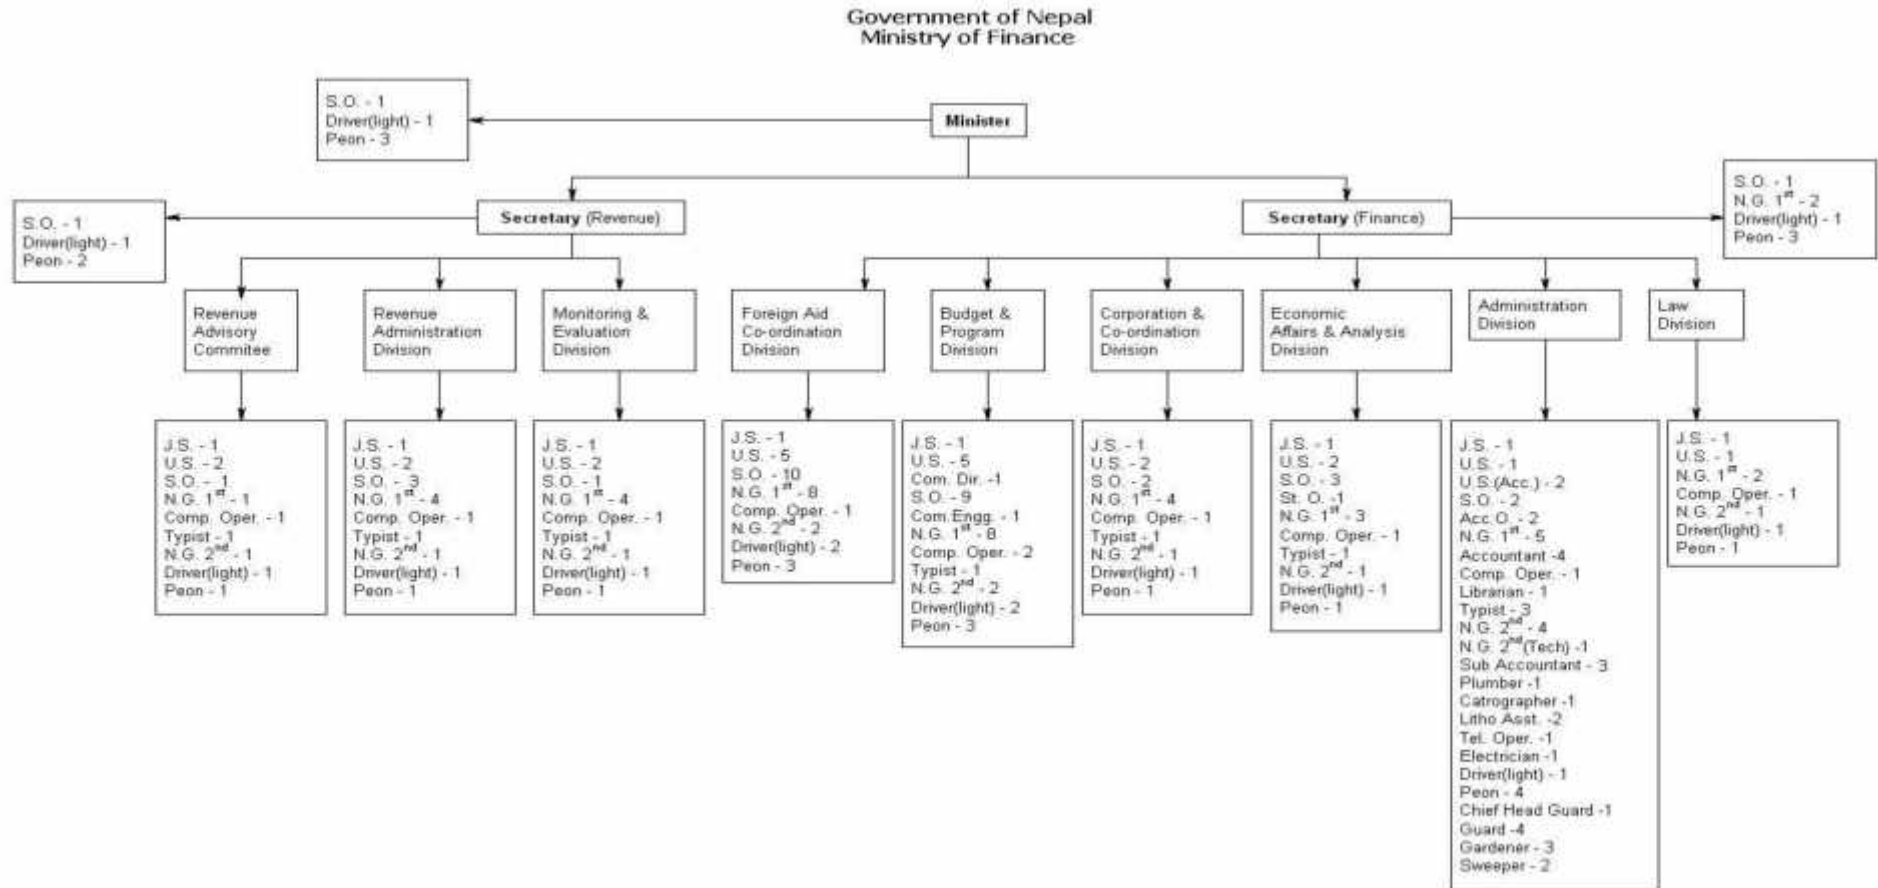 Government of Nepal
Ministry of Finance
Minister
S.O. - 1
Driver(light) - 1
Peon - 3
Secretary (Revenue)
S.O. - 1
Driver(light) - 1
Peon - 2
Secretary (Finance)
S.O. - 1
N.G. 1st - 2
Driver(light) - 1
Peon - 3
Revenue
Advisory
Commitee
Revenue
Administration
Division
Monitoring &
Evaluation
Division
Foreign Aid
Co-ordination
Division
Budget &
Program
Division
Corporation &
Co-ordination
Division
Economic
Affairs & Analysis
Division
Administration
Division
Law
Division
J.S. - 1
U.S. - 2
S.O. - 1
N.G. 1st - 1
Comp. Oper. - 1
Typist - 1
N.G. 2nd - 1
Driver(light) - 1
Peon - 1
J.S. - 1
U.S. - 2
S.O. - 3
N.G. 1st - 4
Comp. Oper. - 1
Typist - 1
N.G. 2nd - 1
Driver(light) - 1
Peon - 1
J.S. - 1
U.S. - 2
S.O. - 1
N.G. 1st - 4
Comp. Oper. - 1
Typist - 1
N.G. 2nd - 1
Driver(light) - 1
Peon - 1
J.S. - 1
U.S. - 5
S.O. - 10
N.G. 1st - 8
Comp. Oper. - 1
N.G. 2nd - 2
Driver(light) - 2
Peon - 3
J.S. - 1
U.S. - 5
Com. Dir. -1
S.O. - 9
Com.Engg. - 1
N.G. 1st - 8
Comp. Oper. - 2
Typist - 1
N.G. 2nd - 2
Driver(light) - 2
Peon - 3
J.S. - 1
U.S. - 2
S.O. - 2
N.G. 1st - 4
Comp. Oper. - 1
Typist - 1
N.G. 2nd - 1
Driver(light) - 1
Peon - 1
J.S. - 1
U.S. - 2
S.O. - 3
St. O. -1
N.G. 1st - 3
Comp. Oper. - 1
Typist - 1
N.G. 2nd - 1
Driver(light) - 1
Peon - 1
J.S. - 1
U.S. - 1
U.S.(Acc.) - 2
S.O. - 2
Acc.O. - 2
N.G. 1st - 5
Accountant -4
Comp. Oper. - 1
Librarian - 1
Typist - 3
N.G. 2nd - 4
N.G. 2nd(Tech) -1
Sub Accountant - 3
Plumber -1
Catrographer -1
Litho Asst. -2
Tel. Oper. -1
Electrician -1
Driver(light) - 1
Peon - 4
Chief Head Guard -1
Guard -4
Gardener - 3
Sweeper - 2
J.S. - 1
U.S. - 1
N.G. 1st - 2
Comp. Oper. - 1
N.G. 2nd - 1
Driver(light) - 1
Peon - 1